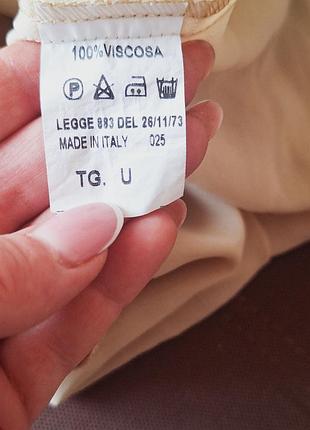 100%VISCOSA
P
LEGGE 883 DEL 26/11/73
MADE IN ITALY 025
TG. U